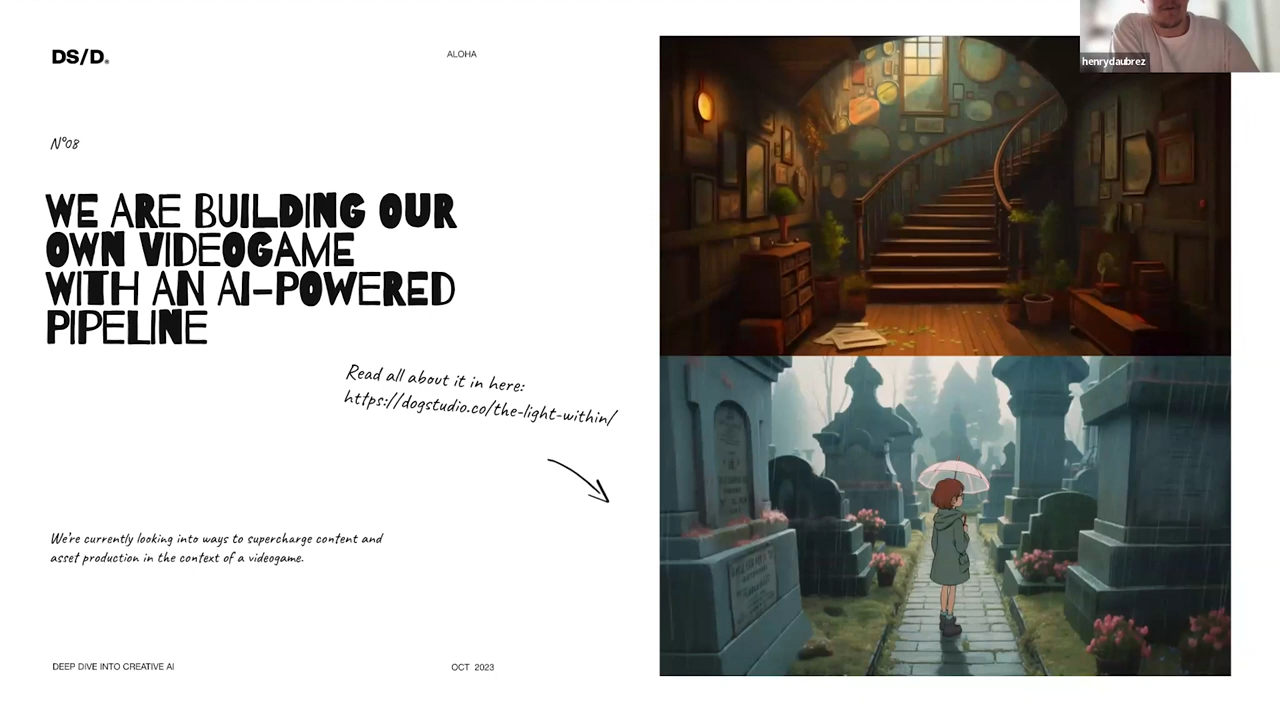 DS/D®
ALOHA
henrydaubrez
N°08
WE ARE BUILDING OUR
OWN VIDEOGAME
WITH AN AI-POWERED
PIPELINE
Read all about it in here:
https://dogstudio.co/the-light-within/
We're currently looking into ways to supercharge content and
asset production in the context of a videogame.
DEEP DIVE INTO CREATIVE AI
OCT 2023